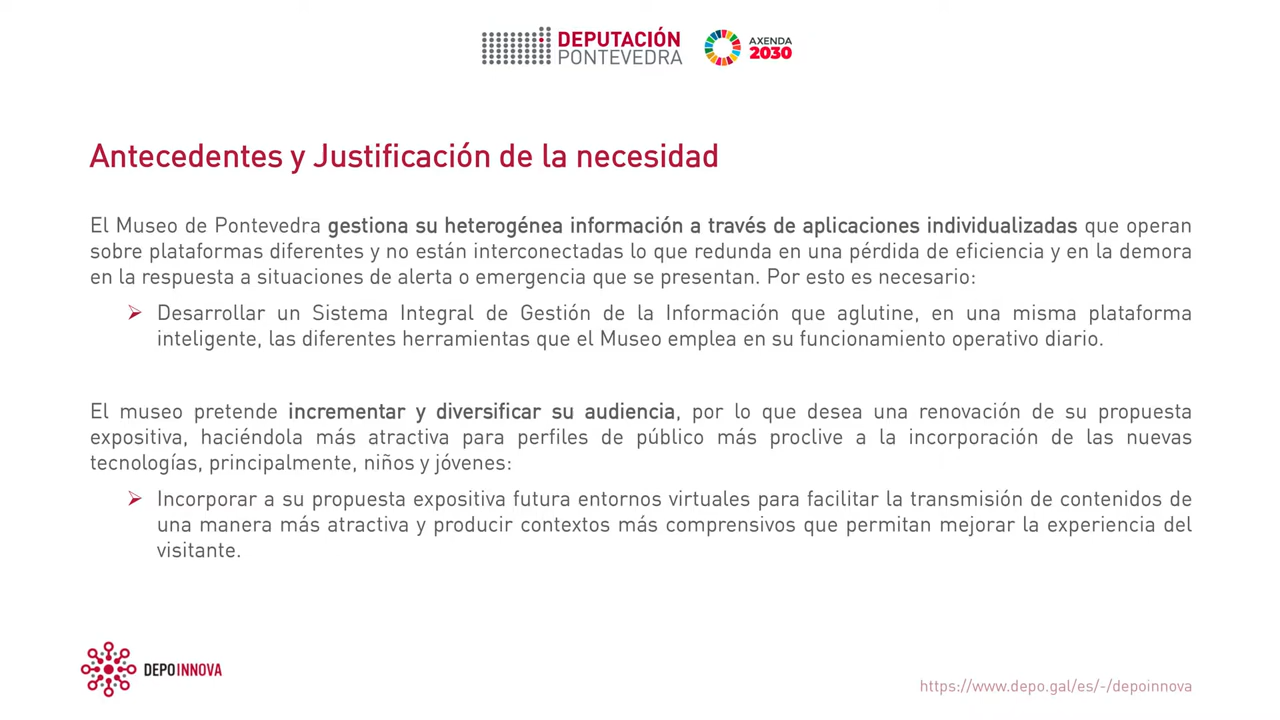 DEPUTACIÓN
PONTEVEDRA
AXENDA
2030
Antecedentes y Justificación de la necesidad
El Museo de Pontevedra gestiona su heterogénea información a través de aplicaciones individualizadas que operan
sobre plataformas diferentes y no están interconectadas lo que redunda en una pérdida de eficiencia y en la demora
en la respuesta a situaciones de alerta o emergencia que se presentan. Por esto es necesario:
Desarrollar un Sistema Integral de Gestión de la Información que aglutine, en una misma plataforma
inteligente, las diferentes herramientas que el Museo emplea en su funcionamiento operativo diario.
El museo pretende incrementar y diversificar su audiencia, por lo que desea una renovación de su propuesta
expositiva, haciéndola más atractiva para perfiles de público más proclive a la incorporación de las nuevas
tecnologías, principalmente, niños y jóvenes:
Incorporar a su propuesta expositiva futura entornos virtuales para facilitar la transmisión de contenidos de
una manera más atractiva y producir contextos más comprensivos que permitan mejorar la experiencia del
visitante.
DEPOINNOVA
https://www.depo.gal/es/-/depoinnova